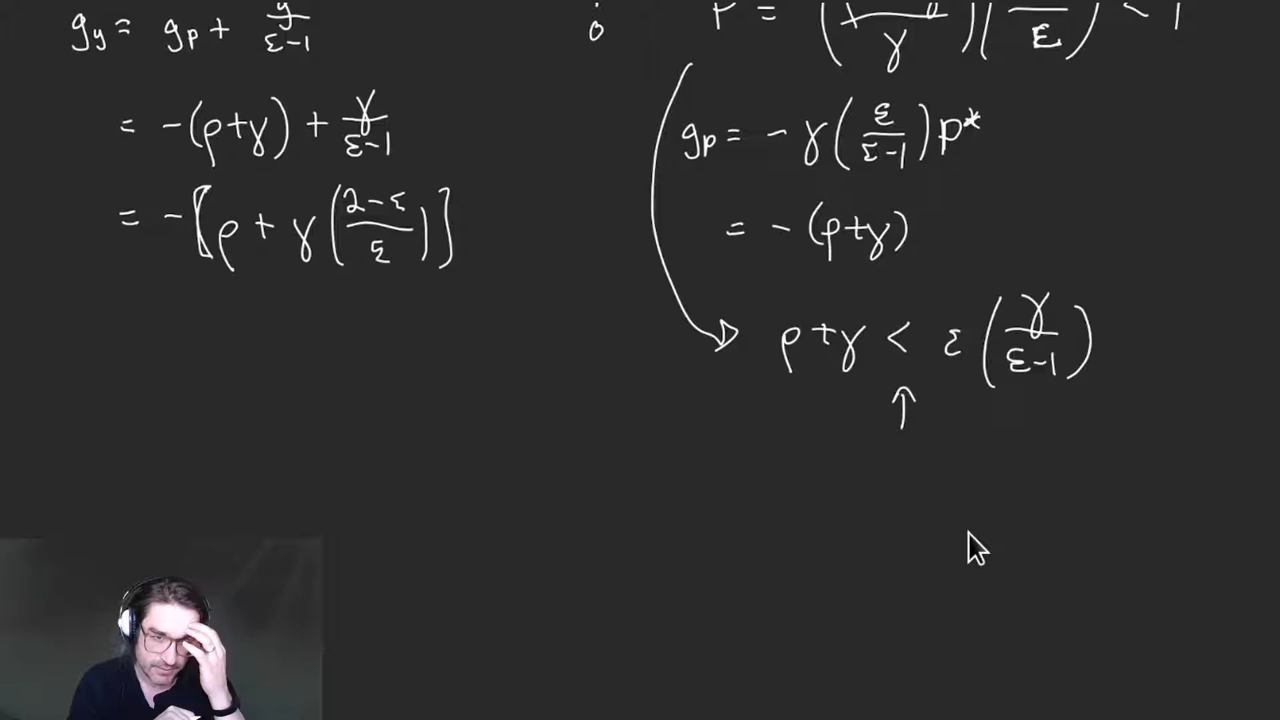 g_y = g_p + γ/(ε-1)
= -(ρ+γ) + γ/(ε-1)
= -[ρ + γ((2-ε)/ε)]
g_p = -γ(ε/(ε-1))p*
= -(ρ+γ)
ρ+γ < ε(γ/(ε-1))
↑